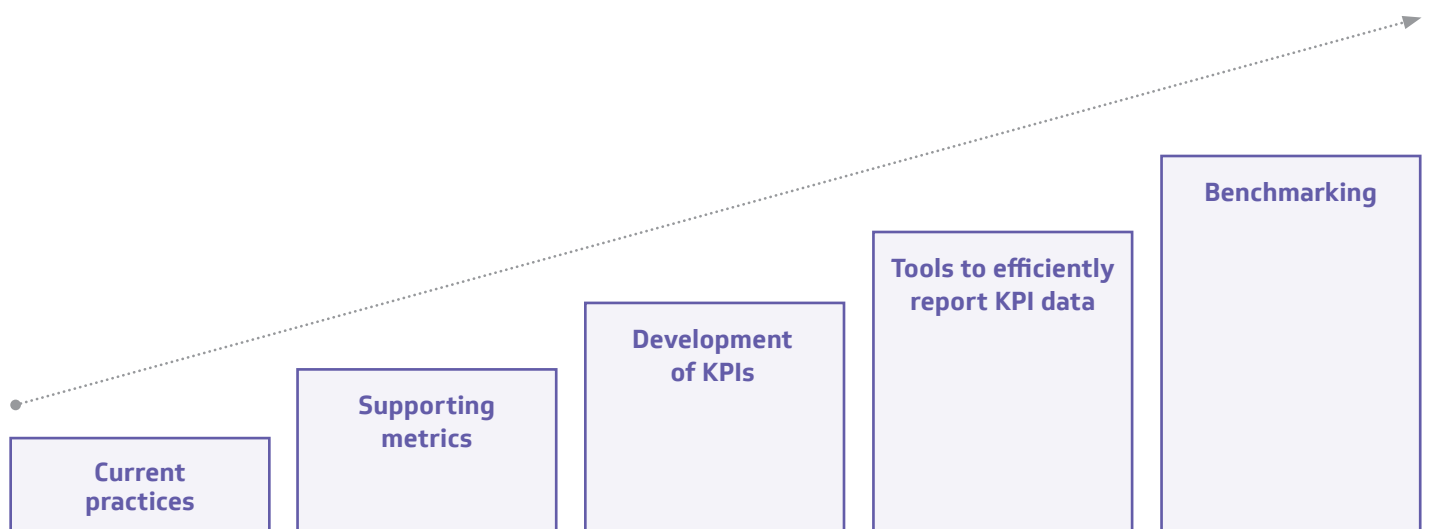 Current
practices
Supporting
metrics
Development
of KPIs
Tools to efficiently
report KPI data
Benchmarking